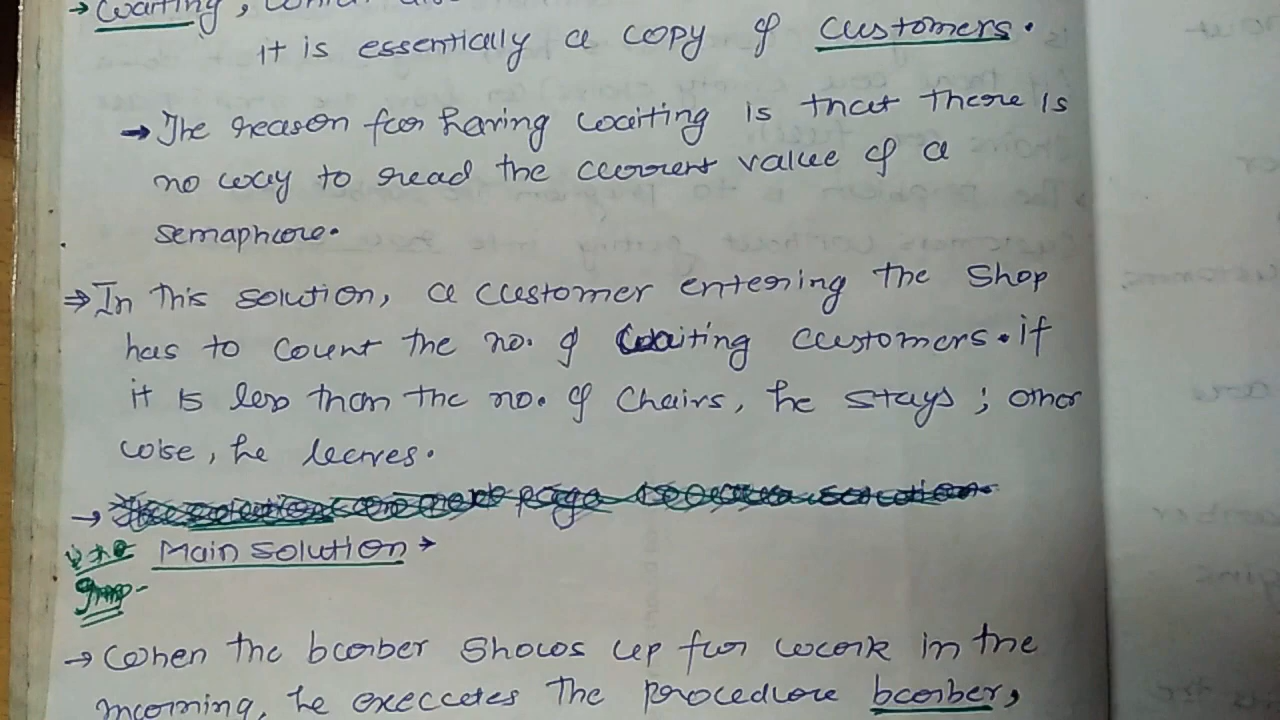 → waiting, which
it is essentially a copy of customers.
→ The reason for having waiting is that there is
no way to read the current value of a
semaphore.
⇒ In this solution, a customer entering the shop
has to count the no. of waiting customers. if
it is less than the no. of chairs, he stays ; other
wise, he leaves.
→
Main solution →
Imp-
→ When the barber shows up for work in the
morning, he executes the procedure barber,